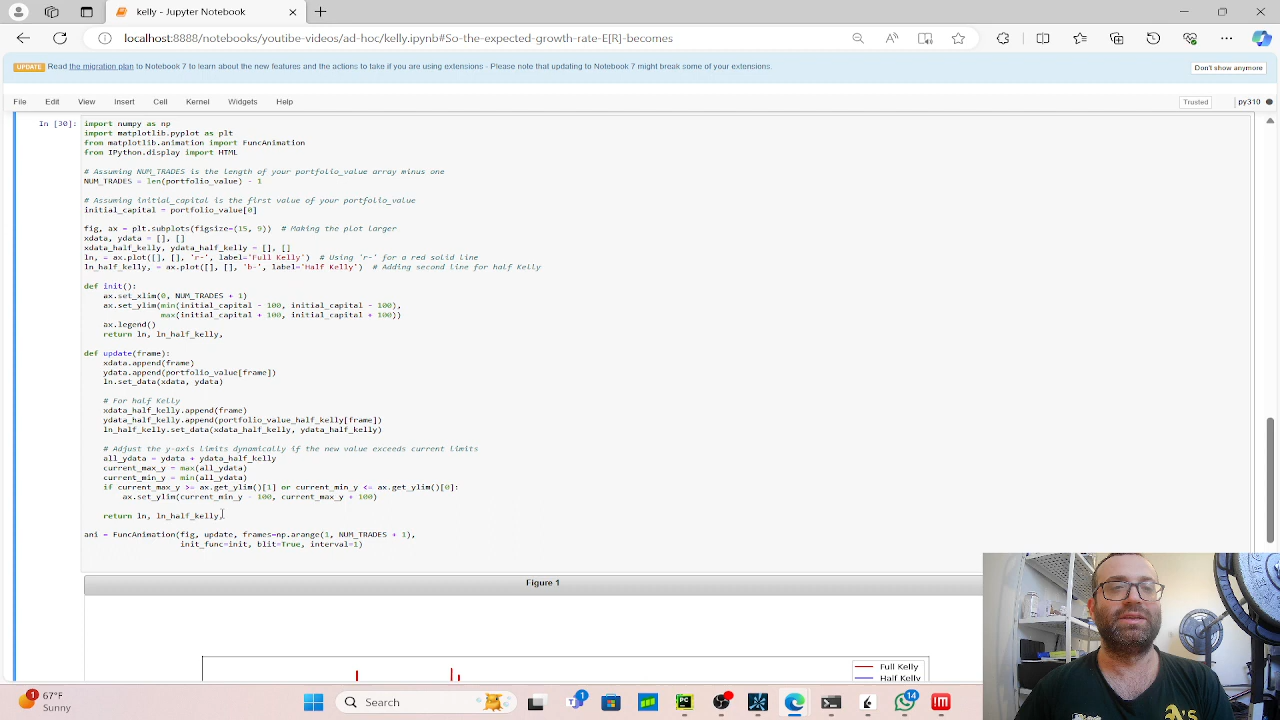 kelly - Jupyter Notebook
localhost:8888/notebooks/youtibe-videos/ad-hoc/kelly.ipynb#So-the-expected-growth-rate-E[R]-becomes
UPDATE Read the migration plan to Notebook 7 to learn about the new features and the actions to take if you are using extensions - Please note that updating to Notebook 7 might break some of your extensions.
Don't show anymore
File Edit View Insert Cell Kernel Widgets Help
Trusted py310
In [30]:
import numpy as np
import matplotlib.pyplot as plt
from matplotlib.animation import FuncAnimation
from IPython.display import HTML
# Assuming NUM_TRADES is the length of your portfolio_value array minus one
NUM_TRADES = len(portfolio_value) - 1
# Assuming initial_capital is the first value of your portfolio_value
initial_capital = portfolio_value[0]
fig, ax = plt.subplots(figsize=(15, 9))  # Making the plot larger
xdata, ydata = [], []
xdata_half_kelly, ydata_half_kelly = [], []
ln, = ax.plot([], [], 'r-', label='Full Kelly')  # Using 'r-' for a red solid line
ln_half_kelly, = ax.plot([], [], 'b-', label='Half Kelly')  # Adding second line for half Kelly
def init():
ax.set_xlim(0, NUM_TRADES + 1)
ax.set_ylim(min(initial_capital - 100, initial_capital - 100),
max(initial_capital + 100, initial_capital + 100))
ax.legend()
return ln, ln_half_kelly,
def update(frame):
xdata.append(frame)
ydata.append(portfolio_value[frame])
ln.set_data(xdata, ydata)
# For half Kelly
xdata_half_kelly.append(frame)
ydata_half_kelly.append(portfolio_value_half_kelly[frame])
ln_half_kelly.set_data(xdata_half_kelly, ydata_half_kelly)
# Adjust the y-axis limits dynamically if the new value exceeds current limits
all_ydata = ydata + ydata_half_kelly
current_max_y = max(all_ydata)
current_min_y = min(all_ydata)
if current_max_y >= ax.get_ylim()[1] or current_min_y <= ax.get_ylim()[0]:
ax.set_ylim(current_min_y - 100, current_max_y + 100)
return ln, ln_half_kelly,
ani = FuncAnimation(fig, update, frames=np.arange(1, NUM_TRADES + 1),
init_func=init, blit=True, interval=1)
Figure 1
Full Kelly
Half Kelly
1
67°F
Sunny
Search
1
14